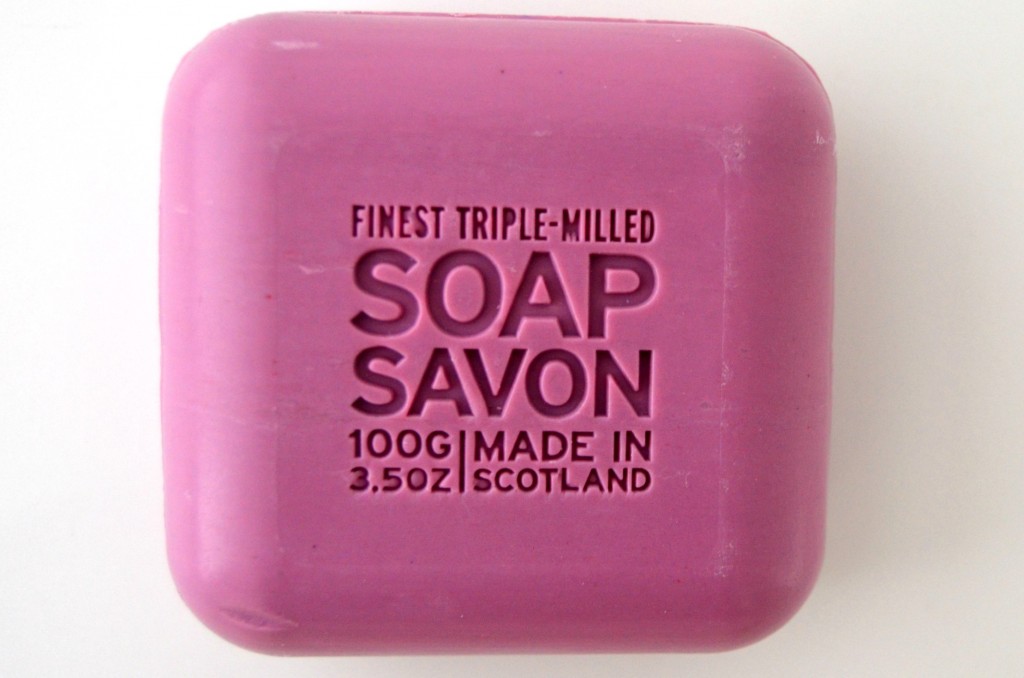 FINEST TRIPLE-MILLED
SOAP
SAVON
100G | MADE IN
3.5OZ | SCOTLAND